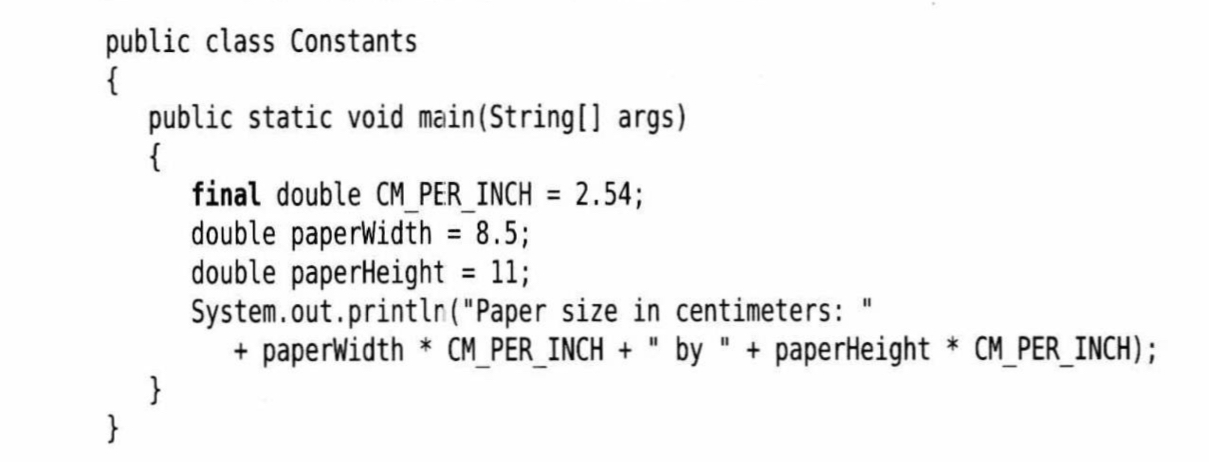 public class Constants
{
   public static void main(String[] args)
   {
      final double CM_PER_INCH = 2.54;
      double paperWidth = 8.5;
      double paperHeight = 11;
      System.out.println("Paper size in centimeters: "
         + paperWidth * CM_PER_INCH + " by " + paperHeight * CM_PER_INCH);
   }
}